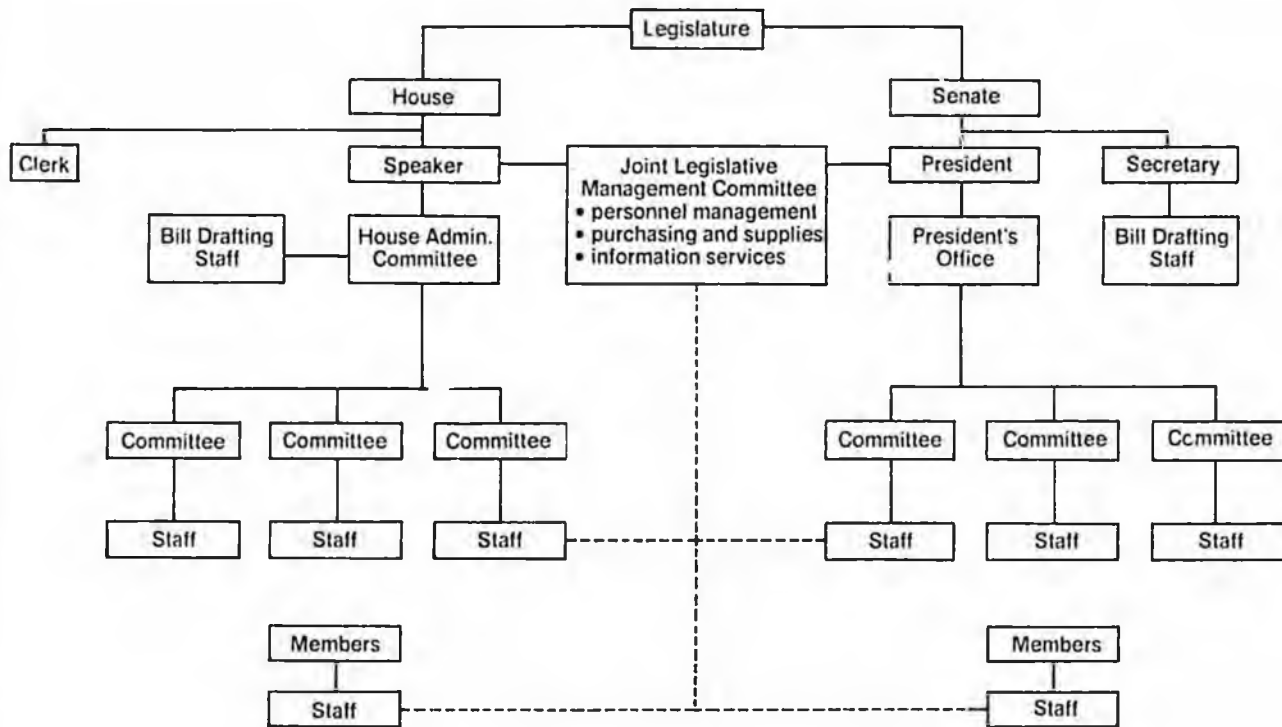 Legislature
House
Senate
Clerk
Speaker
Joint Legislative
Management Committee
• personnel management
• purchasing and supplies
• information services
President
Secretary
Bill Drafting
Staff
House Admin.
Committee
President's
Office
Bill Drafting
Staff
Committee
Committee
Committee
Committee
Committee
Committee
Staff
Staff
Staff
Staff
Staff
Staff
Members
Members
Staff
Staff